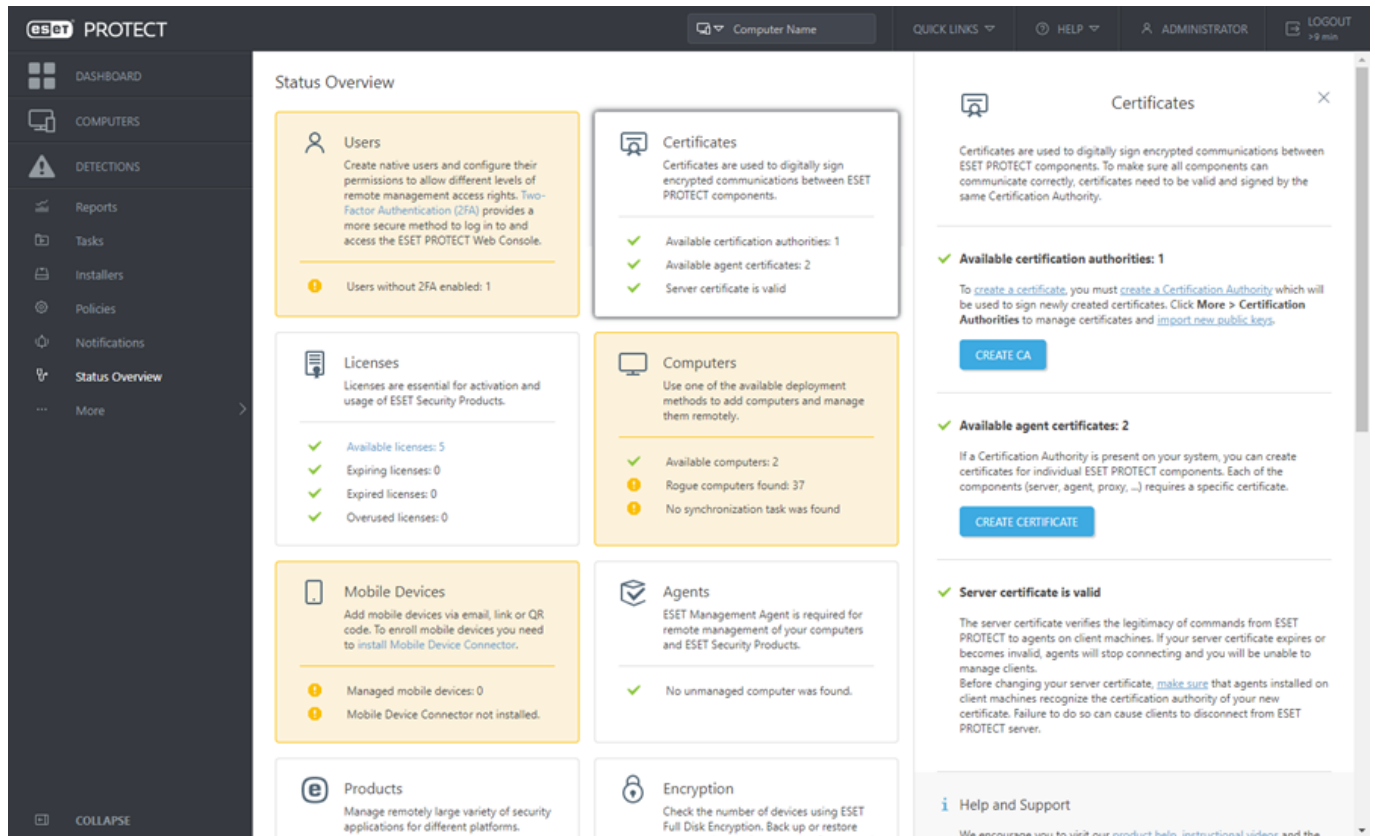 eset PROTECT
Computer Name
QUICK LINKS
HELP
ADMINISTRATOR
LOGOUT
>9 min
DASHBOARD
COMPUTERS
DETECTIONS
Reports
Tasks
Installers
Policies
Notifications
Status Overview
More
COLLAPSE
Status Overview
Users
Create native users and configure their
permissions to allow different levels of
remote management access rights. Two-
Factor Authentication (2FA) provides a
more secure method to log in to and
access the ESET PROTECT Web Console.
Users without 2FA enabled: 1
Certificates
Certificates are used to digitally sign
encrypted communications between ESET
PROTECT components.
Available certification authorities: 1
Available agent certificates: 2
Server certificate is valid
Licenses
Licenses are essential for activation and
usage of ESET Security Products.
Available licenses: 5
Expiring licenses: 0
Expired licenses: 0
Overused licenses: 0
Computers
Use one of the available deployment
methods to add computers and manage
them remotely.
Available computers: 2
Rogue computers found: 37
No synchronization task was found
Mobile Devices
Add mobile devices via email, link or QR
code. To enroll mobile devices you need
to install Mobile Device Connector.
Managed mobile devices: 0
Mobile Device Connector not installed.
Agents
ESET Management Agent is required for
remote management of your computers
and ESET Security Products.
No unmanaged computer was found.
Products
Manage remotely large variety of security
applications for different platforms.
Encryption
Check the number of devices using ESET
Full Disk Encryption. Back up or restore
Certificates
Certificates are used to digitally sign encrypted communications between
ESET PROTECT components. To make sure all components can
communicate correctly, certificates need to be valid and signed by the
same Certification Authority.
Available certification authorities: 1
To create a certificate, you must create a Certification Authority which will
be used to sign newly created certificates. Click More > Certification
Authorities to manage certificates and import new public keys.
CREATE CA
Available agent certificates: 2
If a Certification Authority is present on your system, you can create
certificates for individual ESET PROTECT components. Each of the
components (server, agent, proxy, ...) requires a specific certificate.
CREATE CERTIFICATE
Server certificate is valid
The server certificate verifies the legitimacy of commands from ESET
PROTECT to agents on client machines. If your server certificate expires or
becomes invalid, agents will stop connecting and you will be unable to
manage clients.
Before changing your server certificate, make sure that agents installed on
client machines recognize the certification authority of your new
certificate. Failure to do so can cause clients to disconnect from ESET
PROTECT server.
Help and Support
We encourage you to visit our product help, instructional videos and the